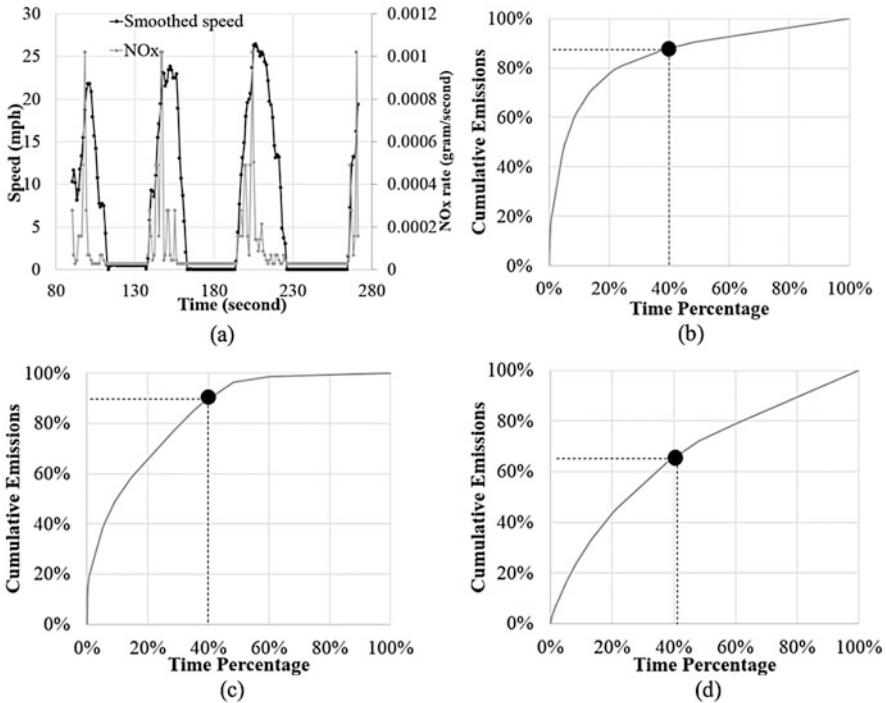 Smoothed speed
NOx
Speed (mph)
30
25
20
15
10
5
0
0.0012
0.001
0.0008
0.0006
0.0004
0.0002
0
NOx rate (gram/second)
80 130 180 230 280
Time (second)
(a)
Cumulative Emissions
100%
80%
60%
40%
20%
0%
0% 20% 40% 60% 80% 100%
Time Percentage
(b)
Cumulative Emissions
100%
80%
60%
40%
20%
0%
0% 20% 40% 60% 80% 100%
Time Percentage
(c)
Cumulative Emissions
100%
80%
60%
40%
20%
0%
0% 20% 40% 60% 80% 100%
Time Percentage
(d)